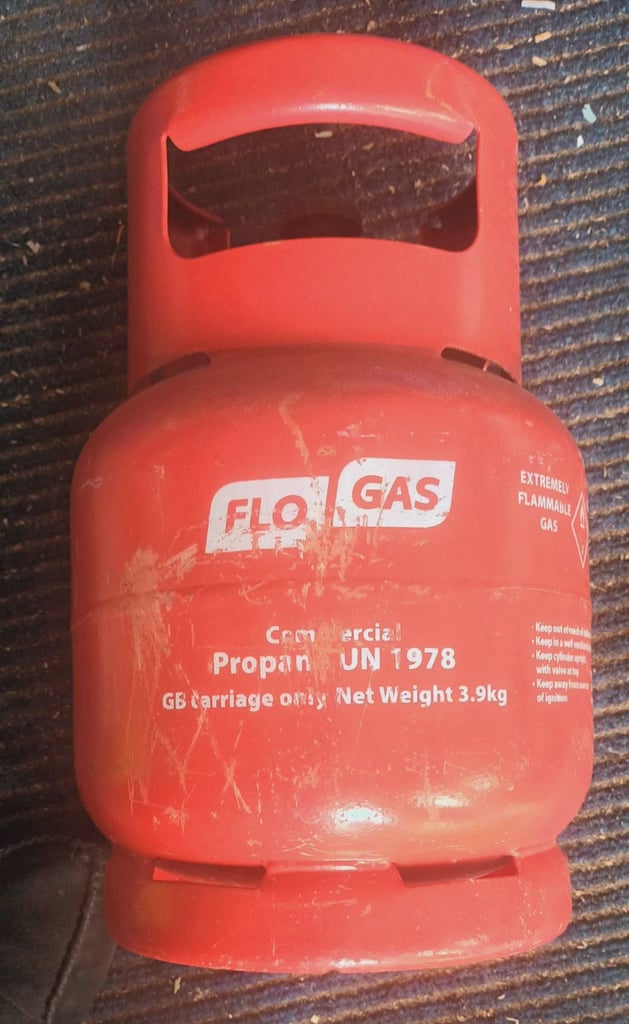 FLO GAS
EXTREMELY
FLAMMABLE
GAS
Commercial
Propane UN 1978
GB carriage only Net Weight 3.9kg
• Keep out of reach of
• Keep in a well
• Keep cylinder upright
with valve at top
• Keep away from
of ignition